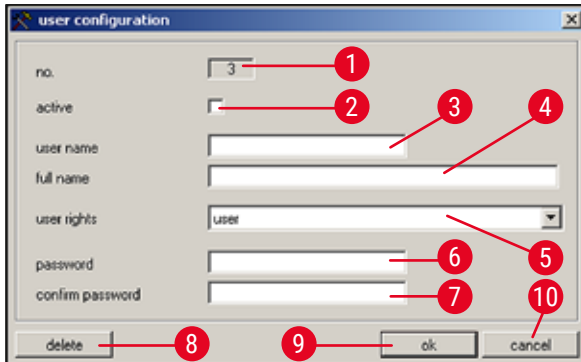 user configuration
no. 3 1
active 2
user name 3
full name 4
user rights user 5
password 6
confirm password 7
delete 8 9 ok cancel 10